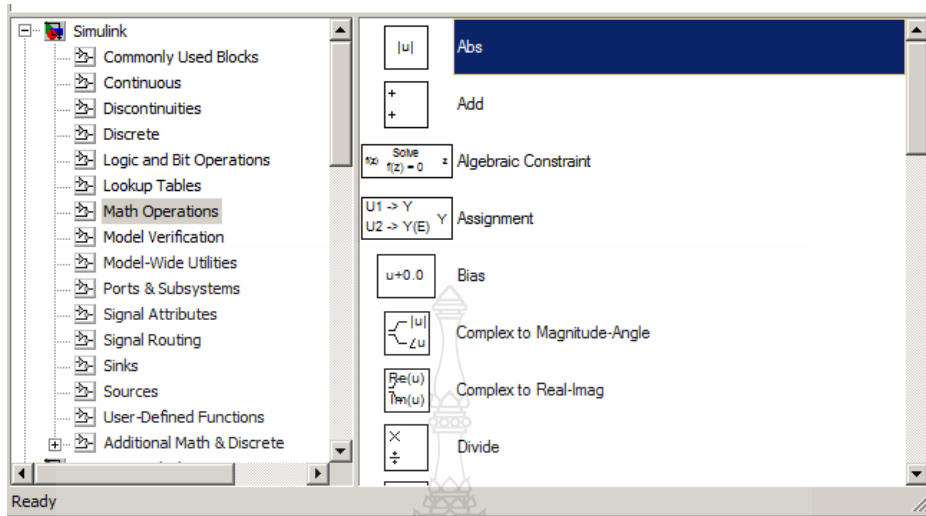 Simulink
Commonly Used Blocks
Continuous
Discontinuities
Discrete
Logic and Bit Operations
Lookup Tables
Math Operations
Model Verification
Model-Wide Utilities
Ports & Subsystems
Signal Attributes
Signal Routing
Sinks
Sources
User-Defined Functions
Additional Math & Discrete
|u| Abs
+
+ Add
f(z) Solve f(z) = 0 z Algebraic Constraint
U1 -> Y
U2 -> Y(E) Y Assignment
u+0.0 Bias
|u|
∠u Complex to Magnitude-Angle
Re(u)
Im(u) Complex to Real-Imag
×
÷ Divide
Ready